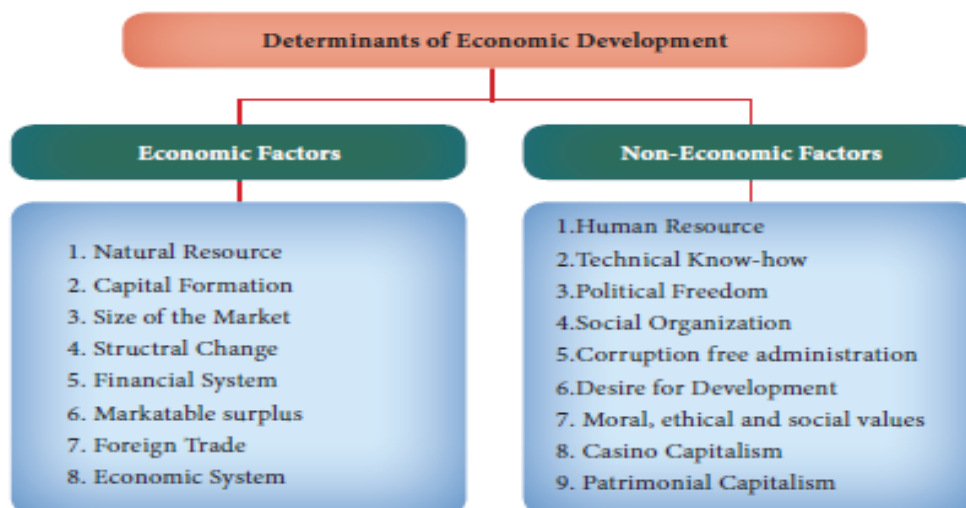 Determinants of Economic Development
Economic Factors
1. Natural Resource
2. Capital Formation
3. Size of the Market
4. Structral Change
5. Financial System
6. Markatable surplus
7. Foreign Trade
8. Economic System
Non-Economic Factors
1.Human Resource
2.Technical Know-how
3.Political Freedom
4.Social Organization
5.Corruption free administration
6.Desire for Development
7. Moral, ethical and social values
8. Casino Capitalism
9. Patrimonial Capitalism